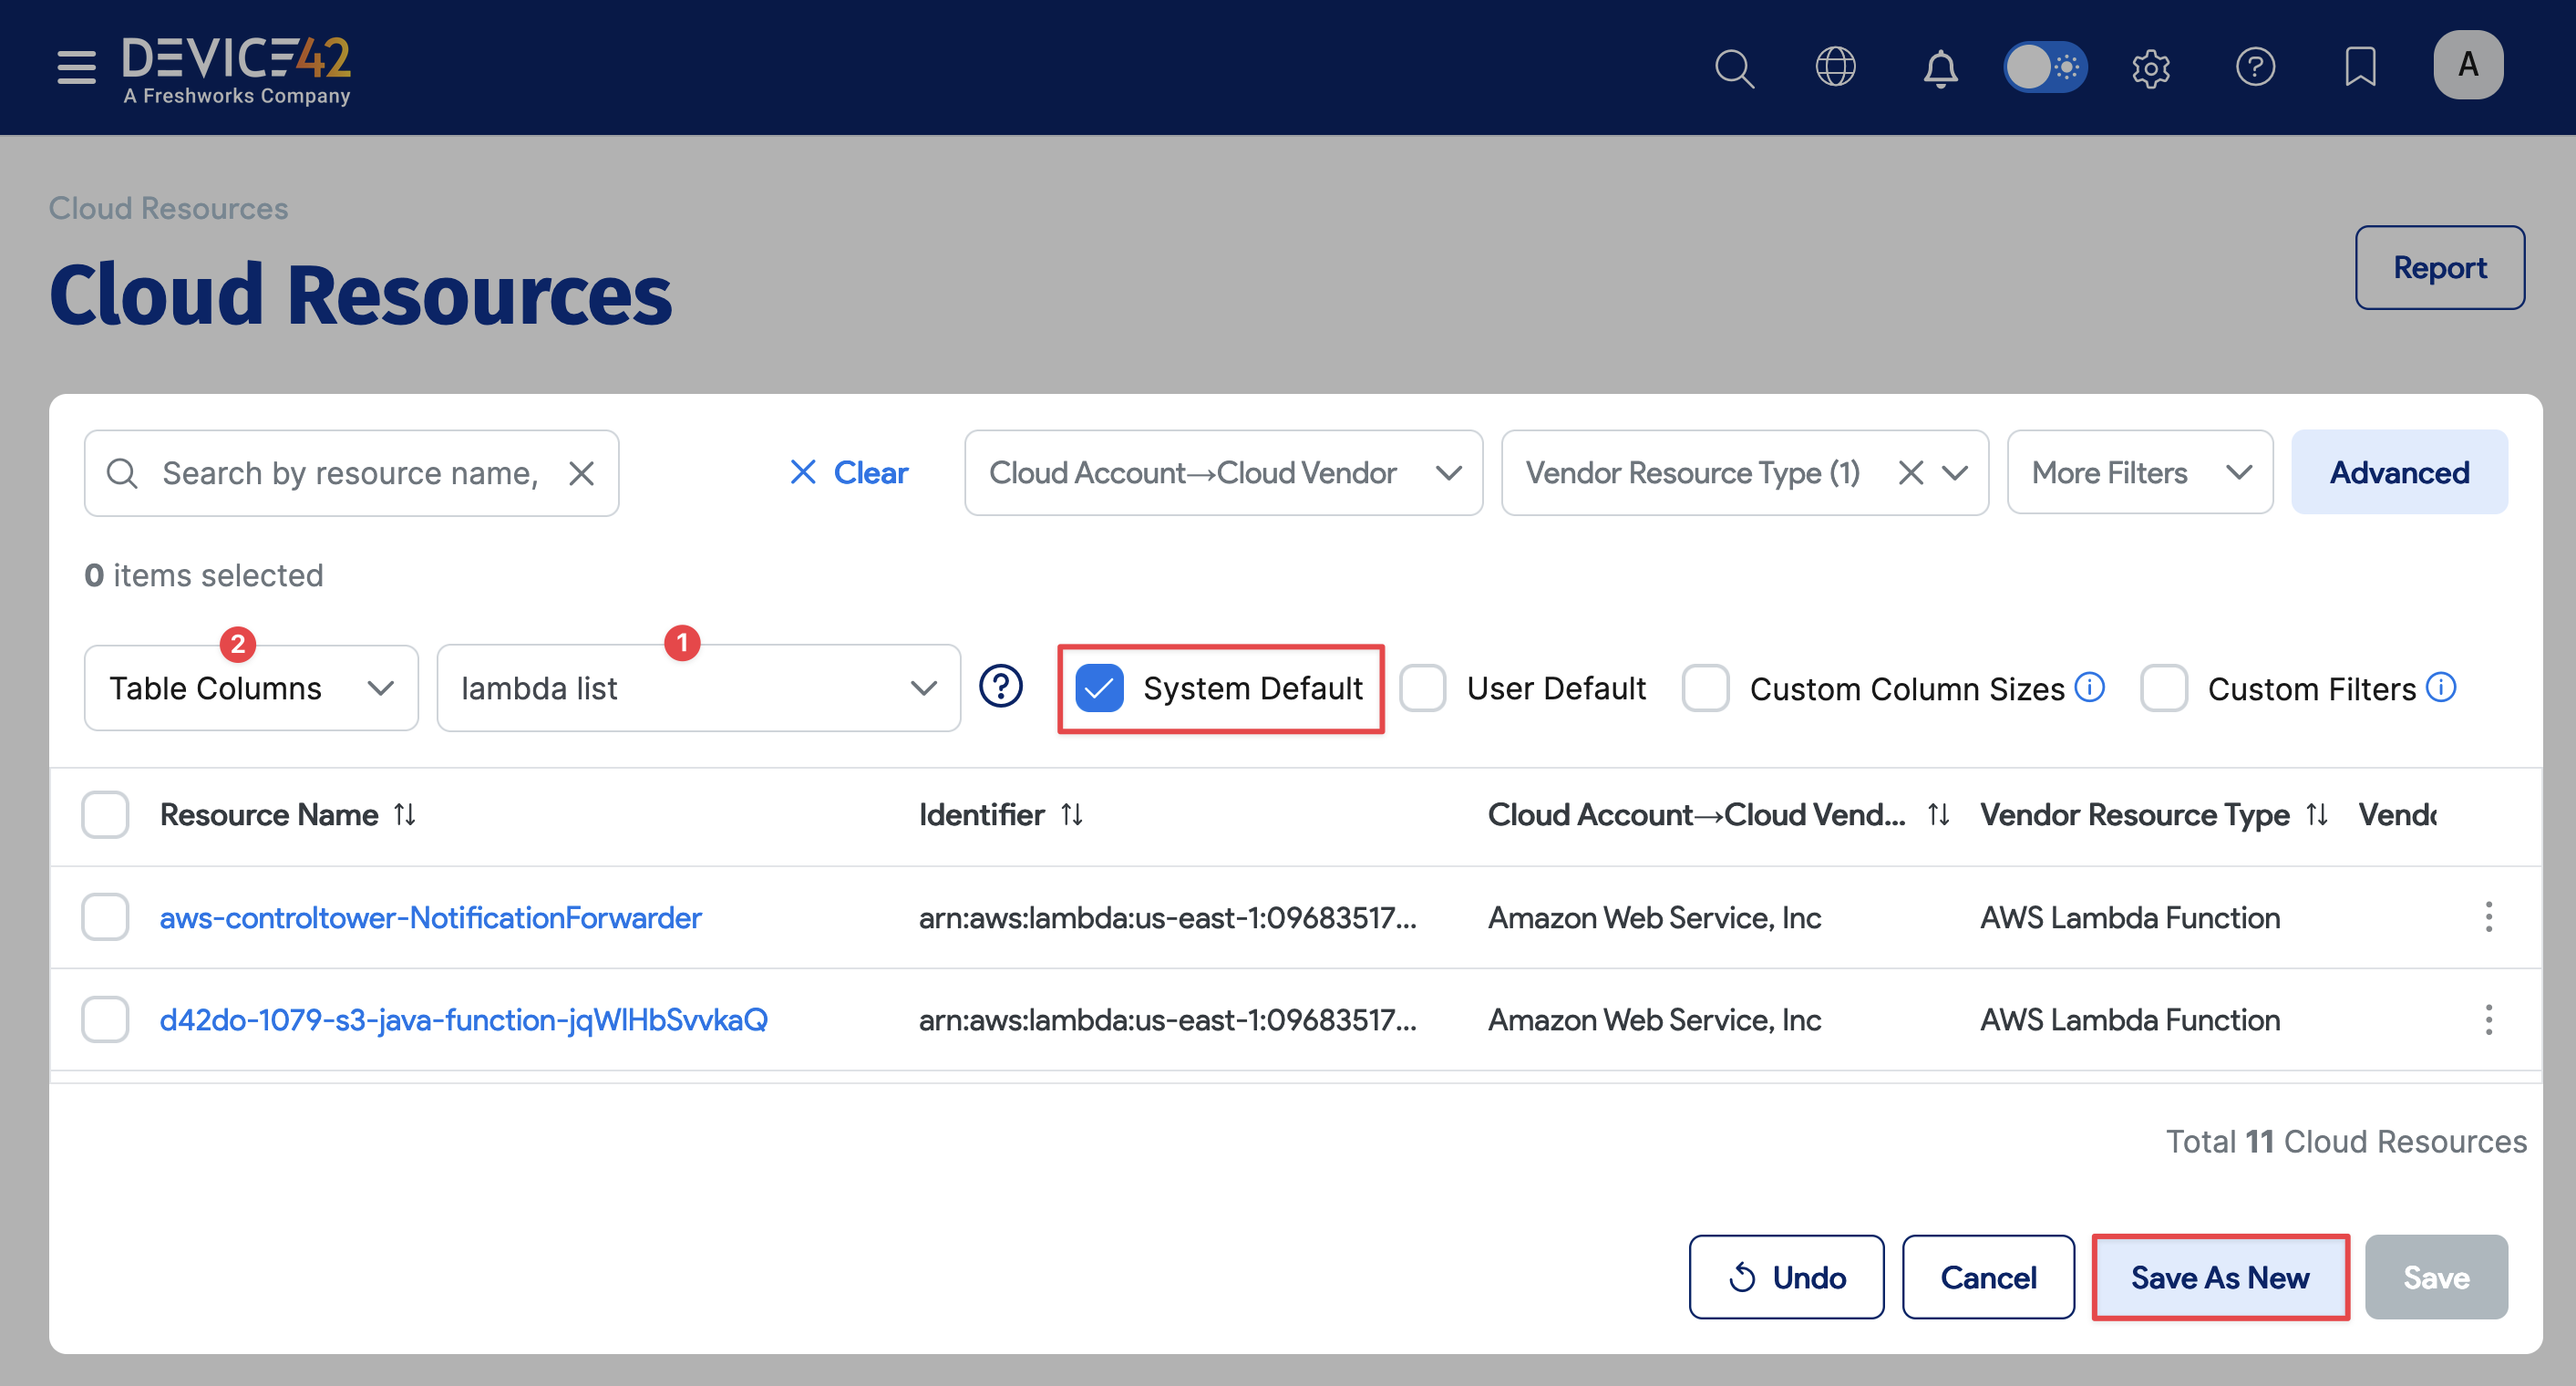 DEVICE42
A Freshworks Company
A
Cloud Resources
Cloud Resources
Report
Search by resource name,
Clear
Cloud Account→Cloud Vendor
Vendor Resource Type (1)
More Filters
Advanced
0 items selected
2
1
Table Columns
lambda list
System Default
User Default
Custom Column Sizes
Custom Filters
Resource Name
Identifier
Cloud Account→Cloud Vend...
Vendor Resource Type
Vend
aws-controltower-NotificationForwarder
arn:aws:lambda:us-east-1:09683517...
Amazon Web Service, Inc
AWS Lambda Function
d42do-1079-s3-java-function-jqWlHbSvvkaQ
arn:aws:lambda:us-east-1:09683517...
Amazon Web Service, Inc
AWS Lambda Function
Total 11 Cloud Resources
Undo
Cancel
Save As New
Save